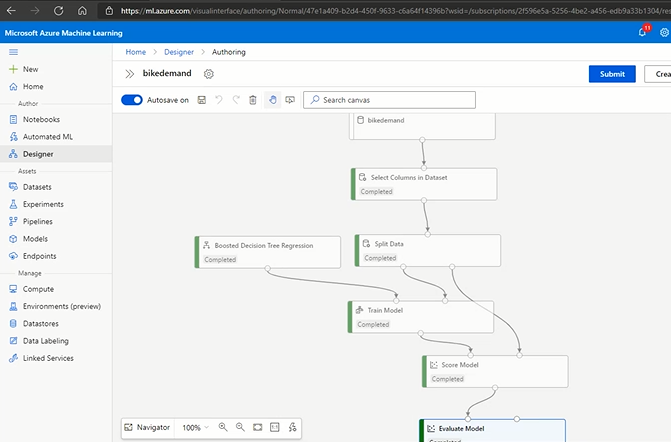 https://ml.azure.com/visualinterface/authoring/Normal/47e1a409-b2d4-450f-9633-c6a64f14396b?wsid=/subscriptions/2f596e5a-5256-4be2-a456-edb9a33b1304/res
Microsoft Azure Machine Learning
11
Home > Designer > Authoring
New
bikedemand
Submit
Crea
Home
Author
Autosave on
Search canvas
Notebooks
Automated ML
Designer
Assets
Datasets
Experiments
Pipelines
Models
Endpoints
Manage
Compute
Environments (preview)
Datastores
Data Labeling
Linked Services
bikedemand
Select Columns in Dataset
Completed
Boosted Decision Tree Regression
Completed
Split Data
Completed
Train Model
Completed
Score Model
Completed
Evaluate Model
Completed
Navigator
100%